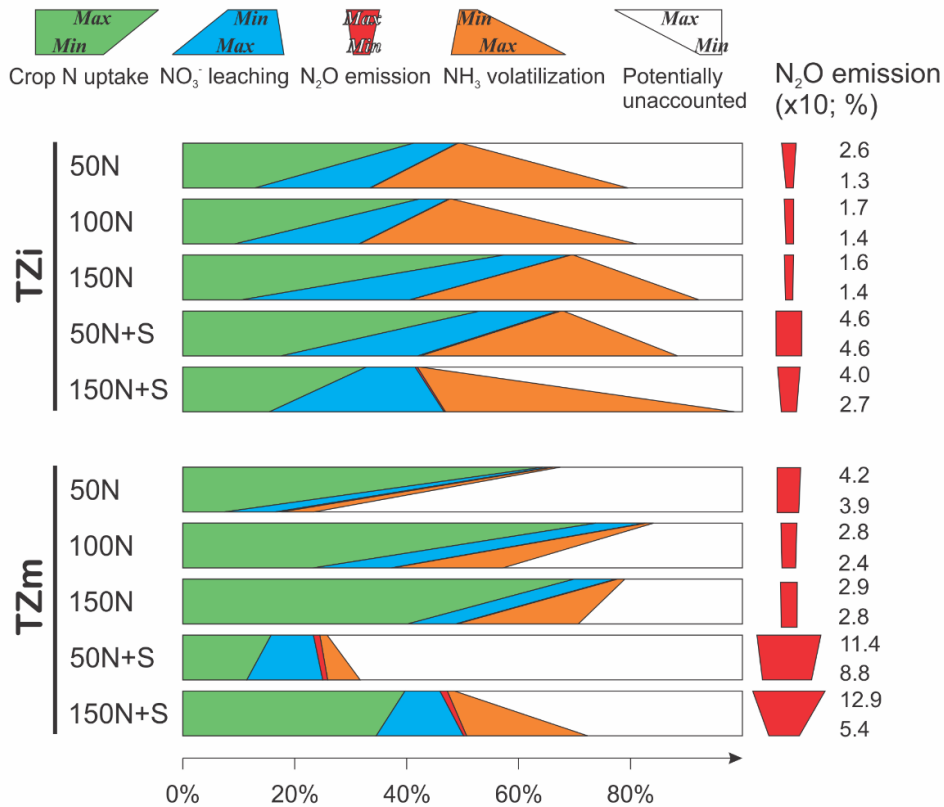 Max Min Max Min Max
Min Max Min Max Min
Crop N uptake NO₃⁻ leaching N₂O emission NH₃ volatilization Potentially unaccounted
N₂O emission
(x10; %)
TZi
50N 2.6
1.3
100N 1.7
1.4
150N 1.6
1.4
50N+S 4.6
4.6
150N+S 4.0
2.7
TZm
50N 4.2
3.9
100N 2.8
2.4
150N 2.9
2.8
50N+S 11.4
8.8
150N+S 12.9
5.4
0% 20% 40% 60% 80%